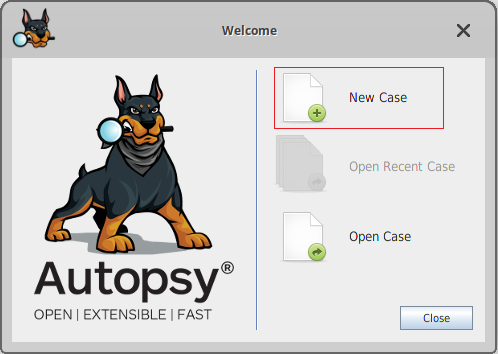 Welcome
New Case
Open Recent Case
Open Case
Autopsy®
OPEN | EXTENSIBLE | FAST
Close